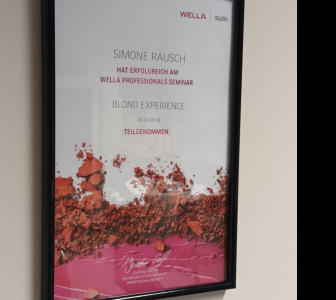 WELLA studio
SIMONE RAUSCH
HAT ERFOLGREICH AM
WELLA PROFESSIONALS SEMINAR
BLOND EXPERIENCE
TEILGENOMMEN.